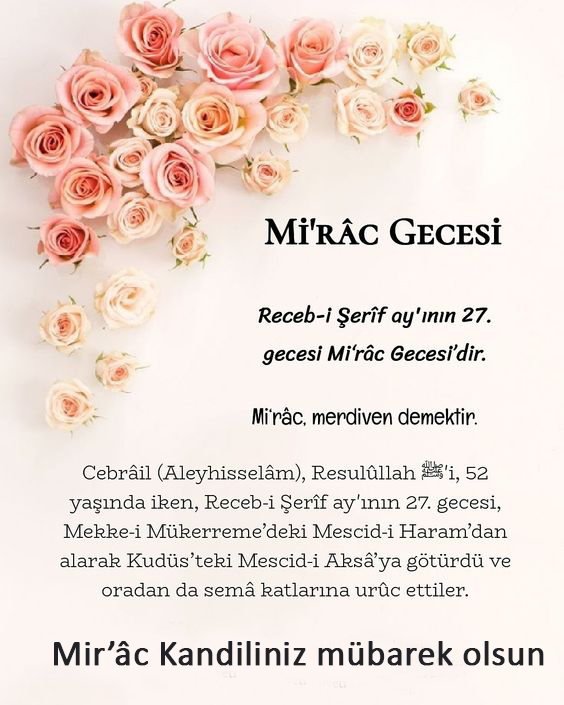 Mi'râc Gecesi
Receb-i Şerîf ay'ının 27.
gecesi Mi‘râc Gecesi’dir.
Mi‘râc, merdiven demektir.
Cebrâil (Aleyhisselâm), Resulûllah ﷺ'i, 52
yaşında iken, Receb-i Şerîf ay'ının 27. gecesi,
Mekke-i Mükerreme’deki Mescid-i Haram’dan
alarak Kudüs’teki Mescid-i Aksâ’ya götürdü ve
oradan da semâ katlarına urûc ettiler.
Mir’âc Kandiliniz mübarek olsun